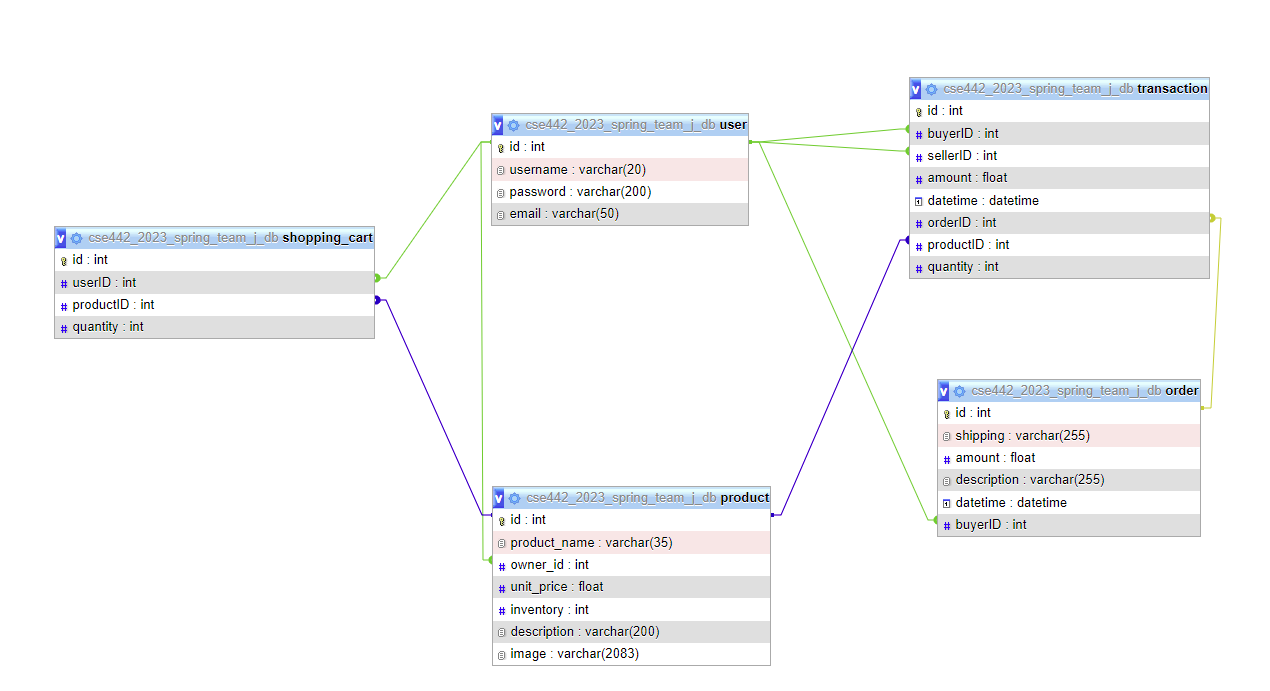 v cse442_2023_spring_team_j_db shopping_cart
id : int
# userID : int
# productID : int
# quantity : int
v cse442_2023_spring_team_j_db user
id : int
username : varchar(20)
password : varchar(200)
email : varchar(50)
v cse442_2023_spring_team_j_db product
id : int
product_name : varchar(35)
# owner_id : int
# unit_price : float
# inventory : int
description : varchar(200)
image : varchar(2083)
v cse442_2023_spring_team_j_db transaction
id : int
# buyerID : int
# sellerID : int
# amount : float
datetime : datetime
# orderID : int
# productID : int
# quantity : int
v cse442_2023_spring_team_j_db order
id : int
shipping : varchar(255)
# amount : float
description : varchar(255)
datetime : datetime
# buyerID : int